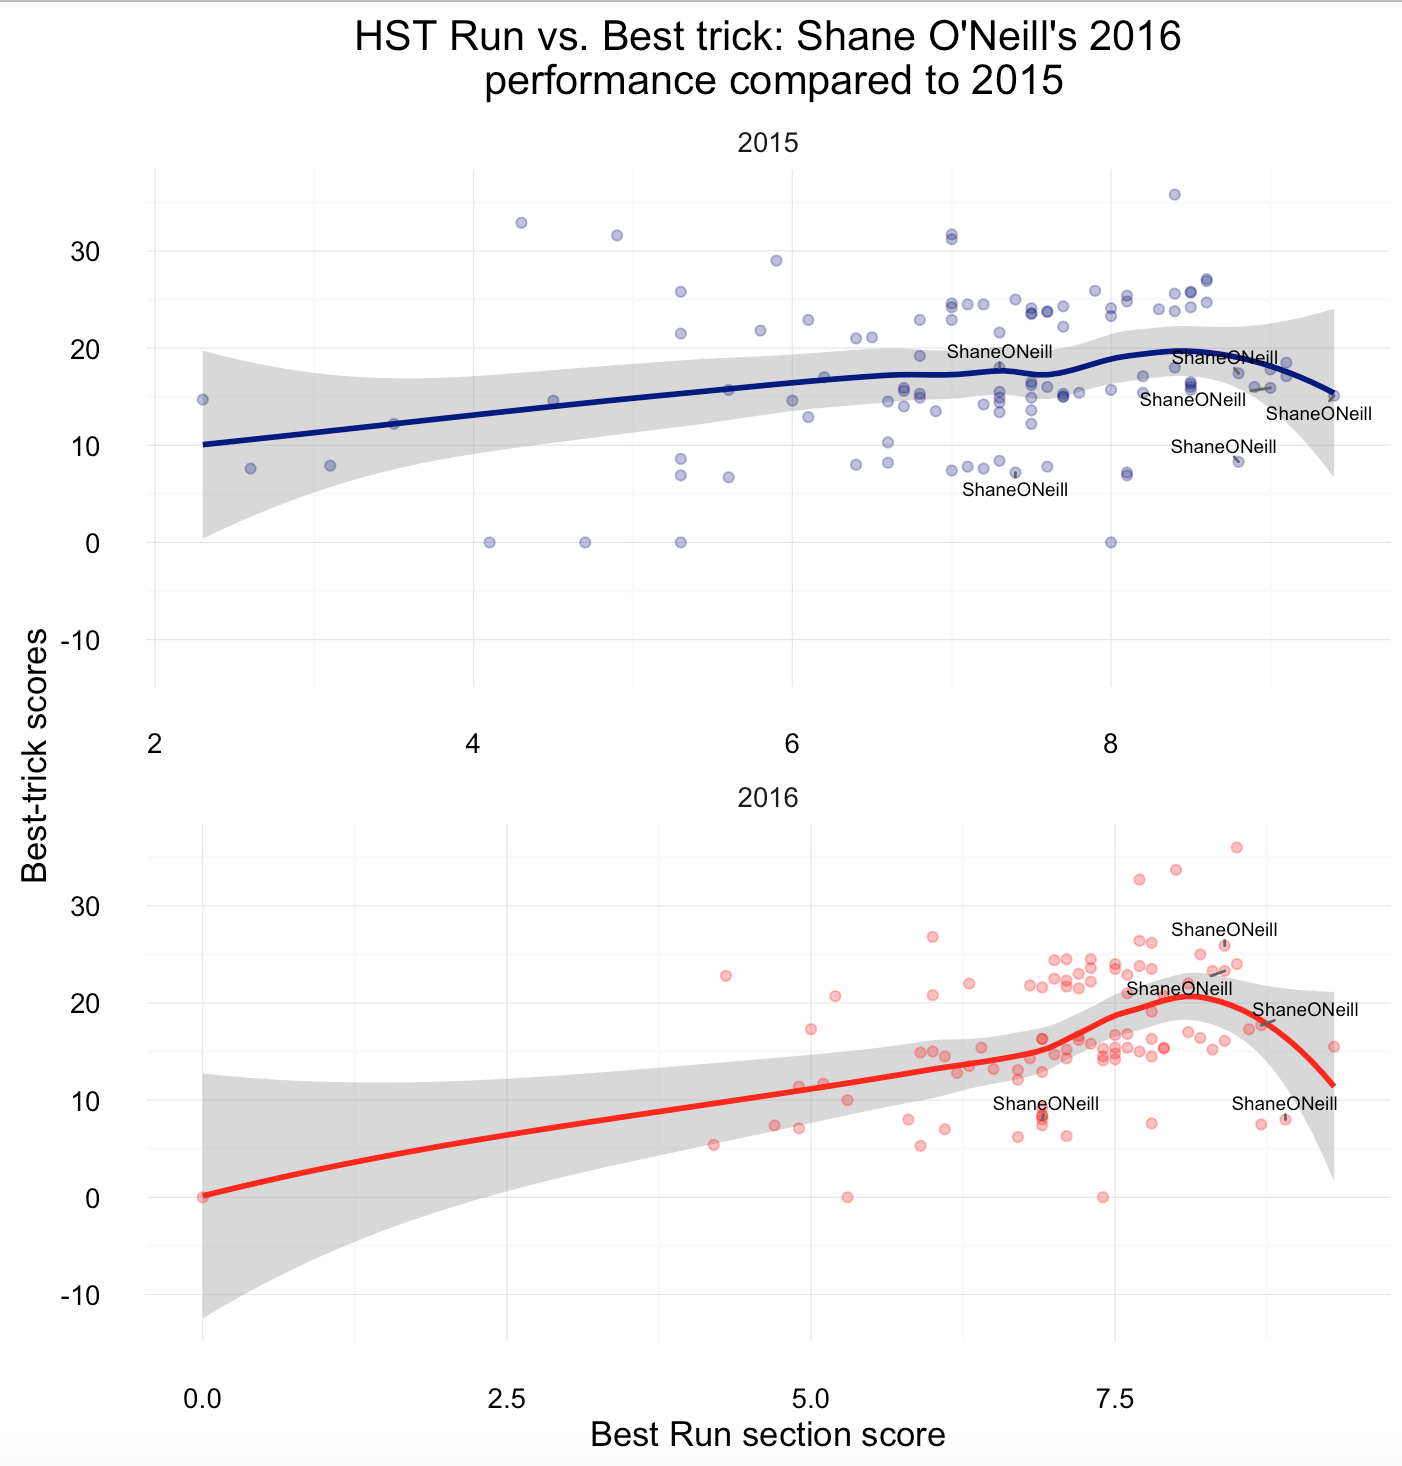 HST Run vs. Best trick: Shane O'Neill's 2016
performance compared to 2015
2015
30
20
10
0
-10
ShaneONeill
ShaneONeill
ShaneONeill
ShaneONeill
ShaneONeill
ShaneONeill
2
4
6
8
Best-trick scores
2016
30
20
10
0
-10
ShaneONeill
ShaneONeill
ShaneONeill
ShaneONeill
ShaneONeill
0.0
2.5
5.0
7.5
Best Run section score